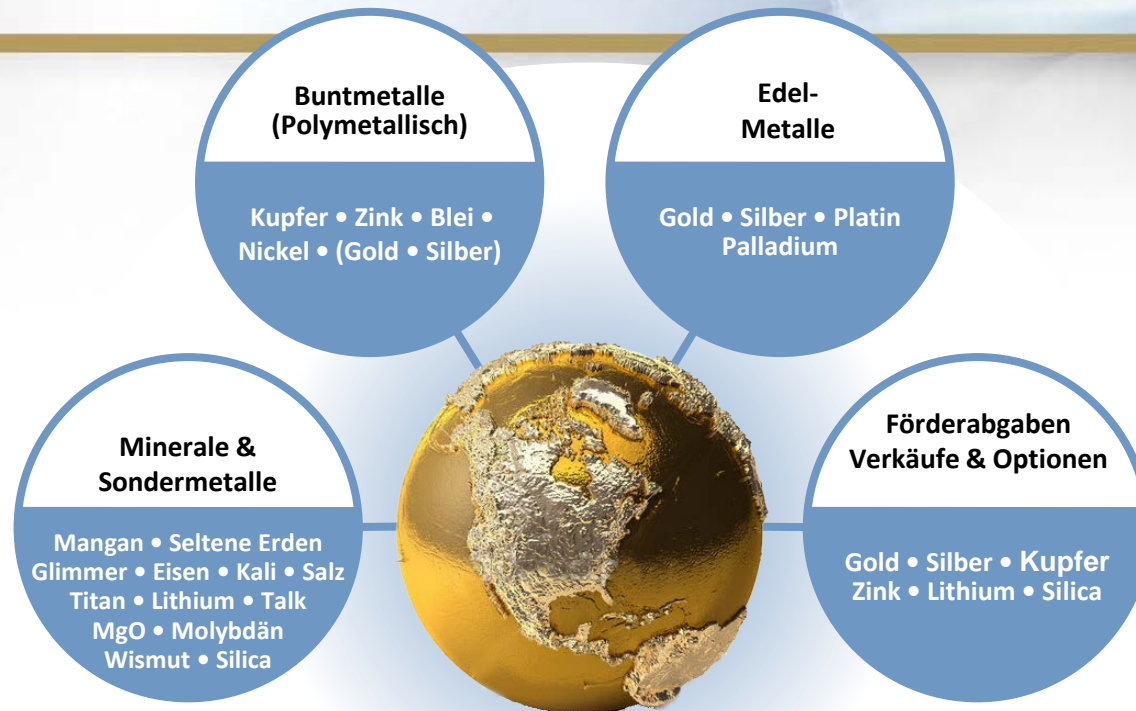 Buntmetalle
(Polymetallisch)
Kupfer • Zink • Blei •
Nickel • (Gold • Silber)
Edel-
Metalle
Gold • Silber • Platin
Palladium
Minerale &
Sondermetalle
Mangan • Seltene Erden
Glimmer • Eisen • Kali • Salz
Titan • Lithium • Talk
MgO • Molybdän
Wismut • Silica
Förderabgaben
Verkäufe & Optionen
Gold • Silber • Kupfer
Zink • Lithium • Silica